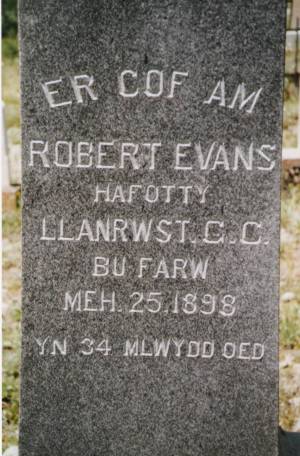 ER COF AM
ROBERT EVANS
HAFOTTY
LLANRWST. G. C.
BU FARW
MEH. 25. 1898
YN 34 MLWYDD OED